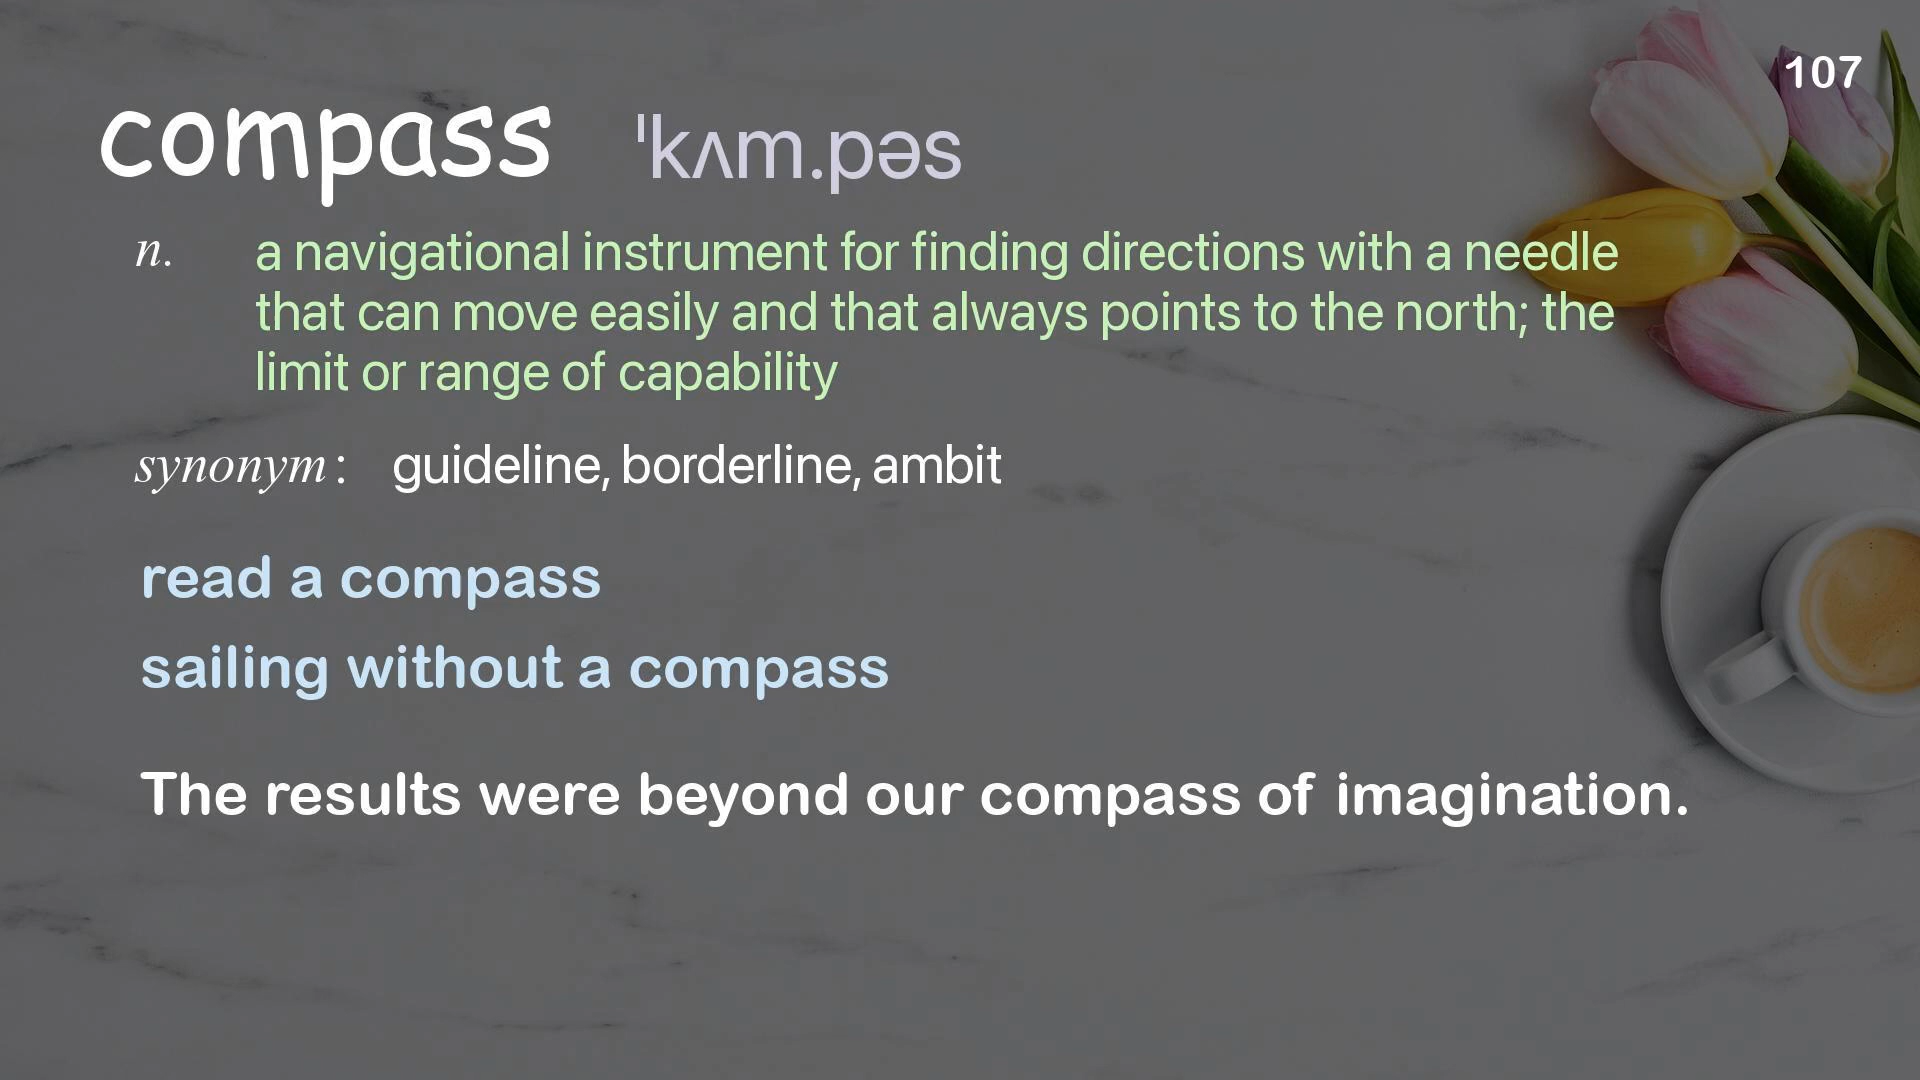 107
compass ˈkʌm.pəs
n. a navigational instrument for finding directions with a needle
that can move easily and that always points to the north; the
limit or range of capability
synonym: guideline, borderline, ambit
read a compass
sailing without a compass
The results were beyond our compass of imagination.